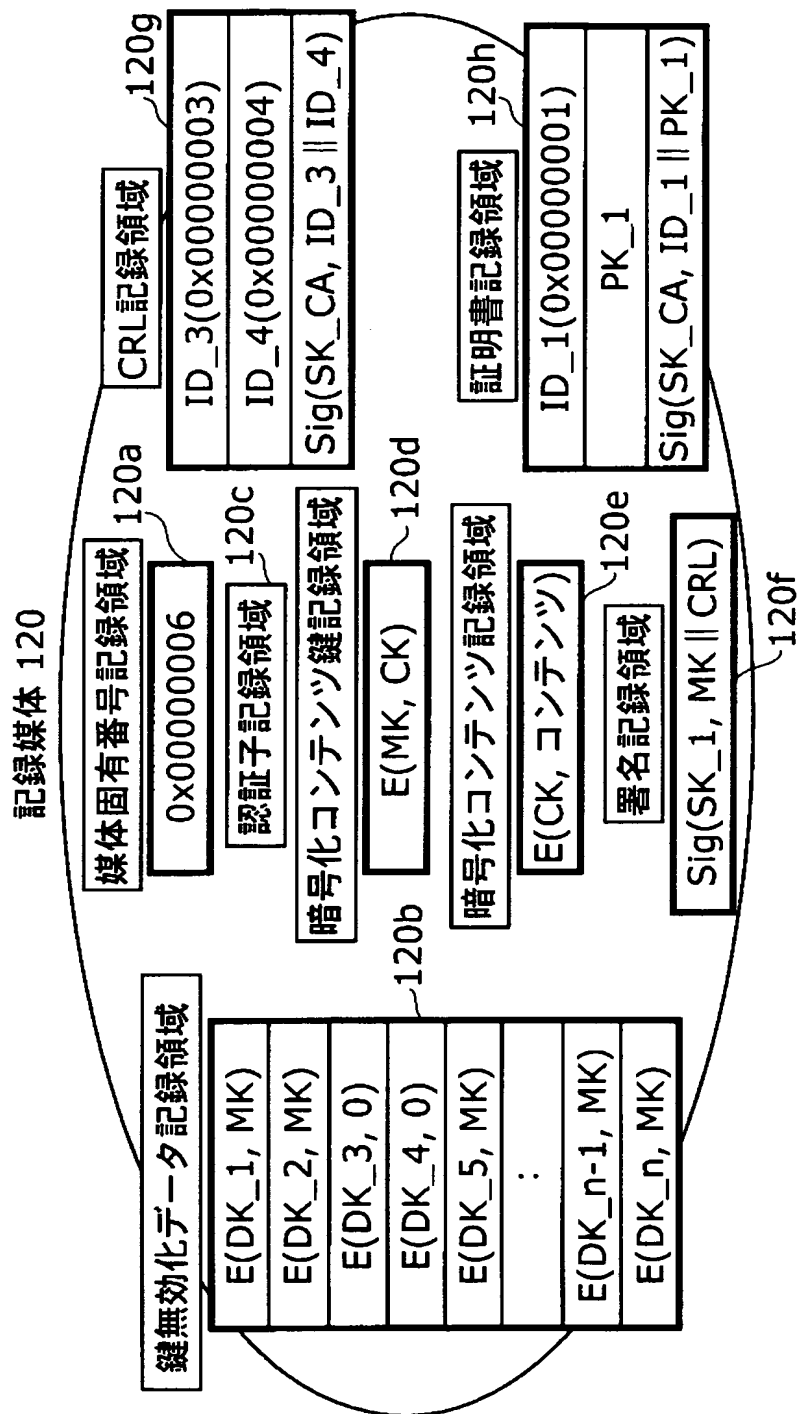 記録媒体 120
鍵無効化データ記録領域
120b
E(DK_1, MK)
E(DK_2, MK)
E(DK_3, 0)
E(DK_4, 0)
E(DK_5, MK)
:
E(DK_n-1, MK)
E(DK_n, MK)
媒体固有番号記録領域
120a
0x00000006
認証子記録領域
120c
暗号化コンテンツ鍵記録領域
120d
E(MK, CK)
暗号化コンテンツ記録領域
120e
E(CK, コンテンツ)
署名記録領域
Sig(SK_1, MK || CRL)
120f
CRL記録領域
120g
ID_3(0x00000003)
ID_4(0x00000004)
Sig(SK_CA, ID_3 || ID_4)
証明書記録領域
120h
ID_1(0x00000001)
PK_1
Sig(SK_CA, ID_1 || PK_1)